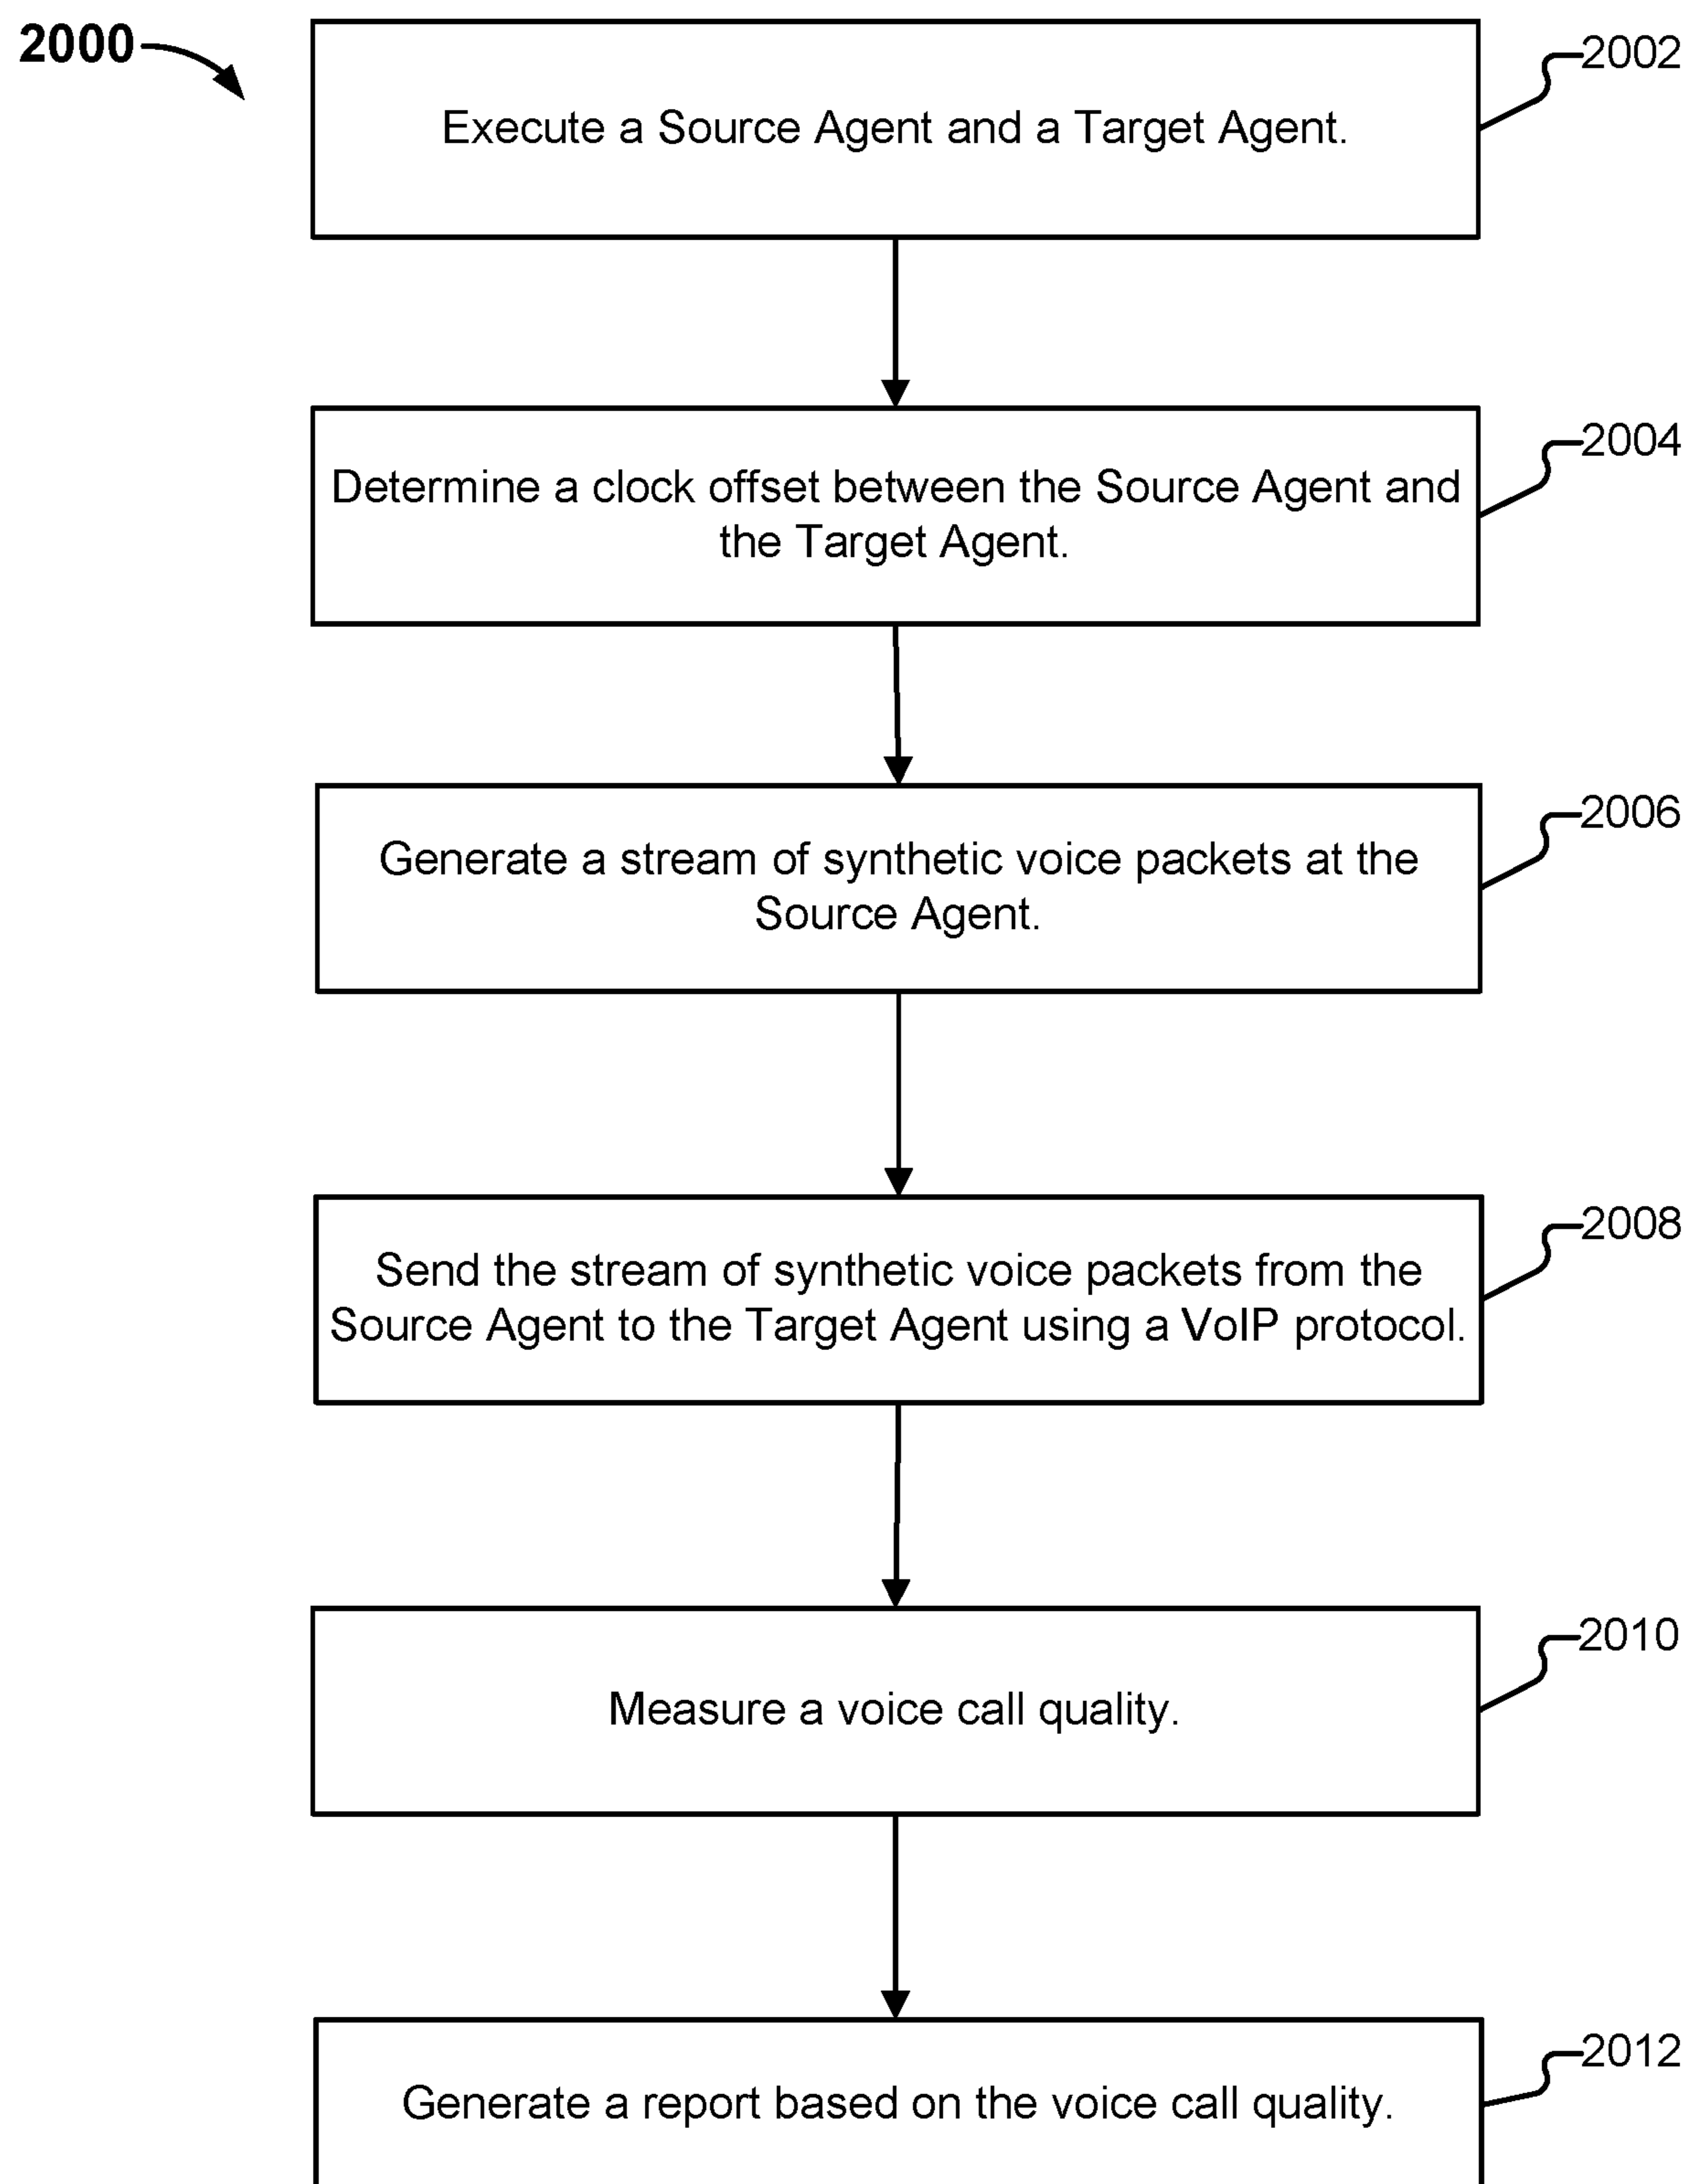 2000
2002
Execute a Source Agent and a Target Agent.
2004
Determine a clock offset between the Source Agent and
the Target Agent.
2006
Generate a stream of synthetic voice packets at the
Source Agent.
2008
Send the stream of synthetic voice packets from the
Source Agent to the Target Agent using a VoIP protocol.
2010
Measure a voice call quality.
2012
Generate a report based on the voice call quality.